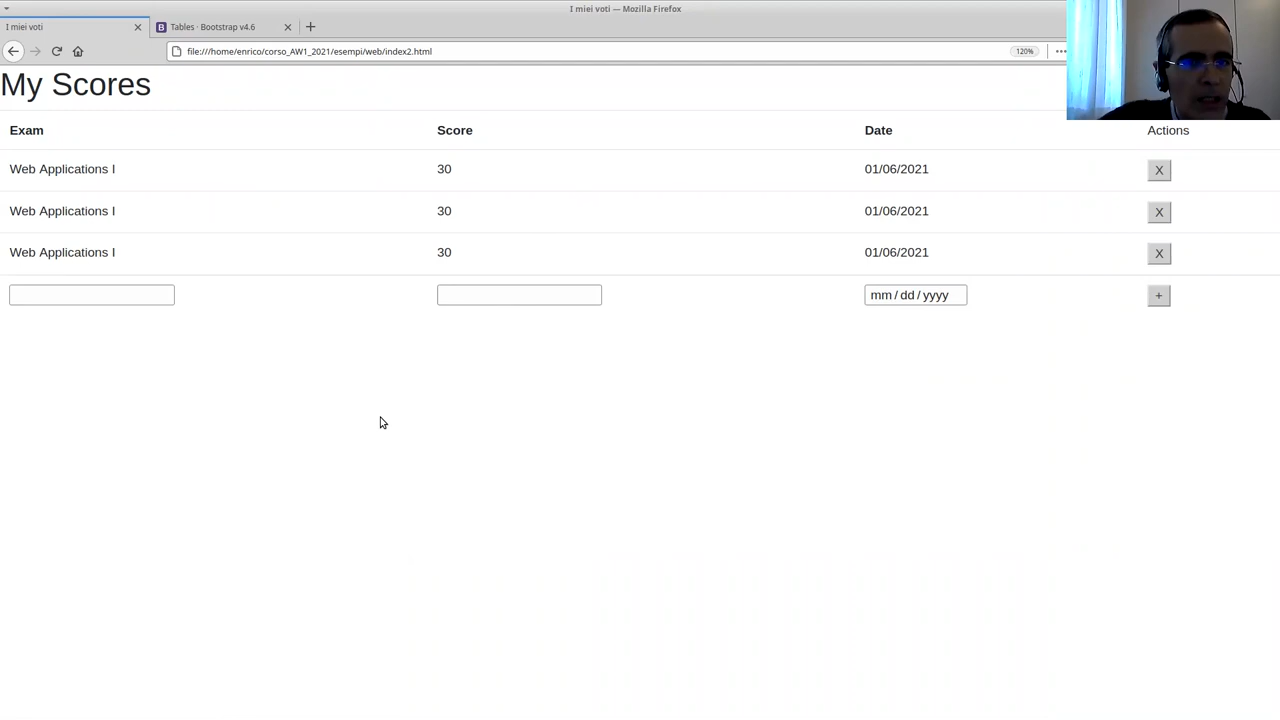 I miei voti — Mozilla Firefox
I miei voti
Tables · Bootstrap v4.6
file:///home/enrico/corso_AW1_2021/esempi/web/index2.html
120%
My Scores
Exam Score Date Actions
Web Applications I 30 01/06/2021 X
Web Applications I 30 01/06/2021 X
Web Applications I 30 01/06/2021 X
mm / dd / yyyy +